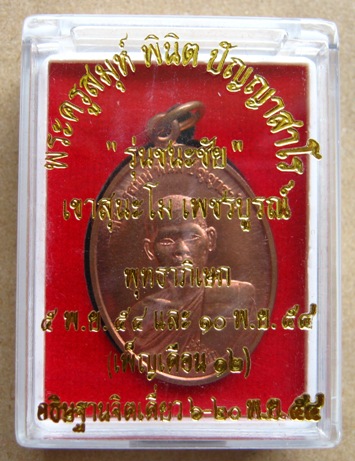 พระครูสมุห์ พินิต ปัญญาสาโร
"รุ่นชนะชัย"
เขาสุนะโม เพชรบูรณ์
พุทธาภิเษก
๕ พ.ย. ๕๔ และ ๑๐ พ.ย. ๕๔
(เพ็ญเดือน ๑๒)
อธิษฐานจิตเดี่ยว ๖-๒๐ พ.ย. ๕๔